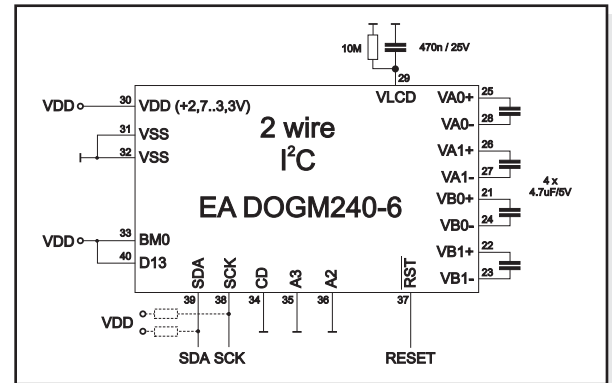 10M
470n / 25V
29
VLCD
VDD
30
VDD (+2,7..3,3V)
31
VSS
32
VSS
2 wire
I²C
EA DOGM240-6
VA0+
25
VA0-
28
VA1+
26
VA1-
27
VB0+
21
VB0-
24
VB1+
22
VB1-
23
4 x
4.7uF/5V
VDD
33
BM0
40
D13
SDA
SCK
CD
A3
A2
RST
39
38
34
35
36
37
VDD
SDA SCK
RESET